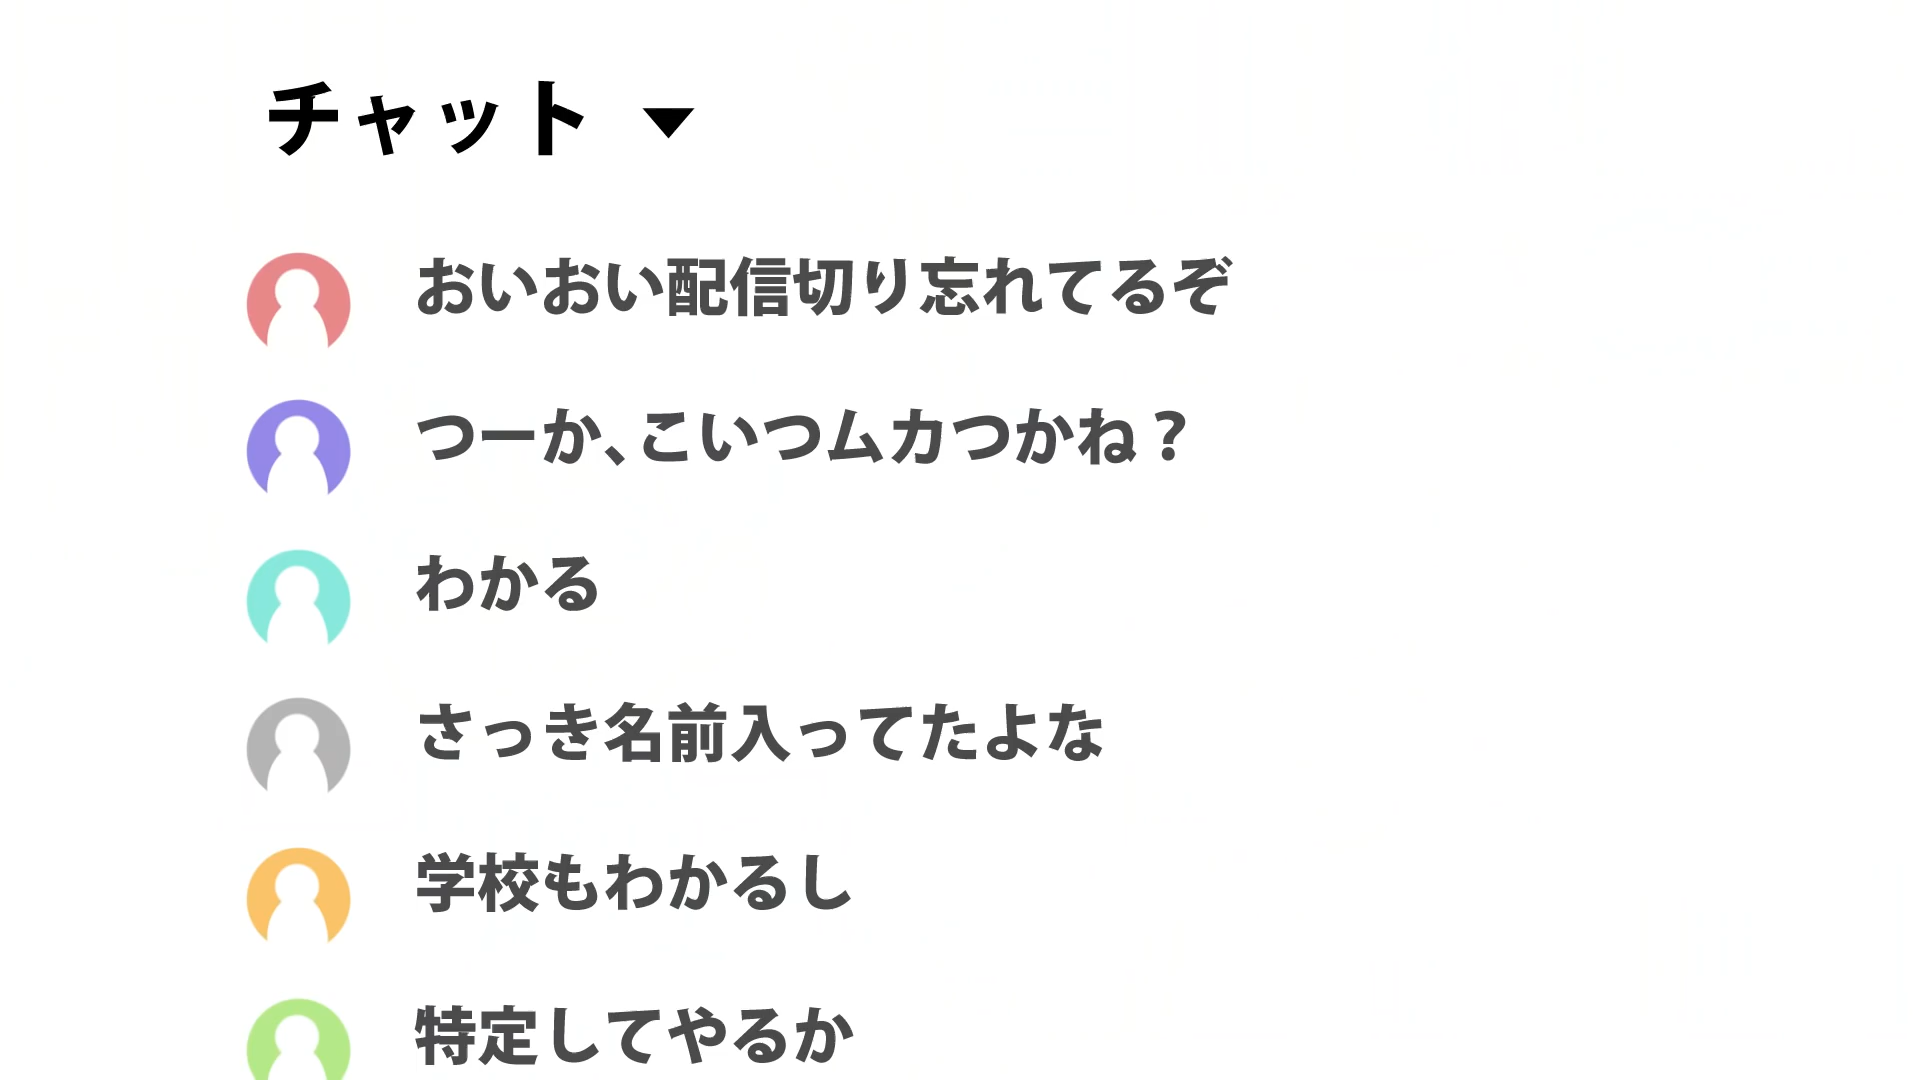 チャット ▼
おいおい配信切り忘れてるぞ
つーか､こいつムカつかね？
わかる
さっき名前入ってたよな
学校もわかるし
特定してやるか